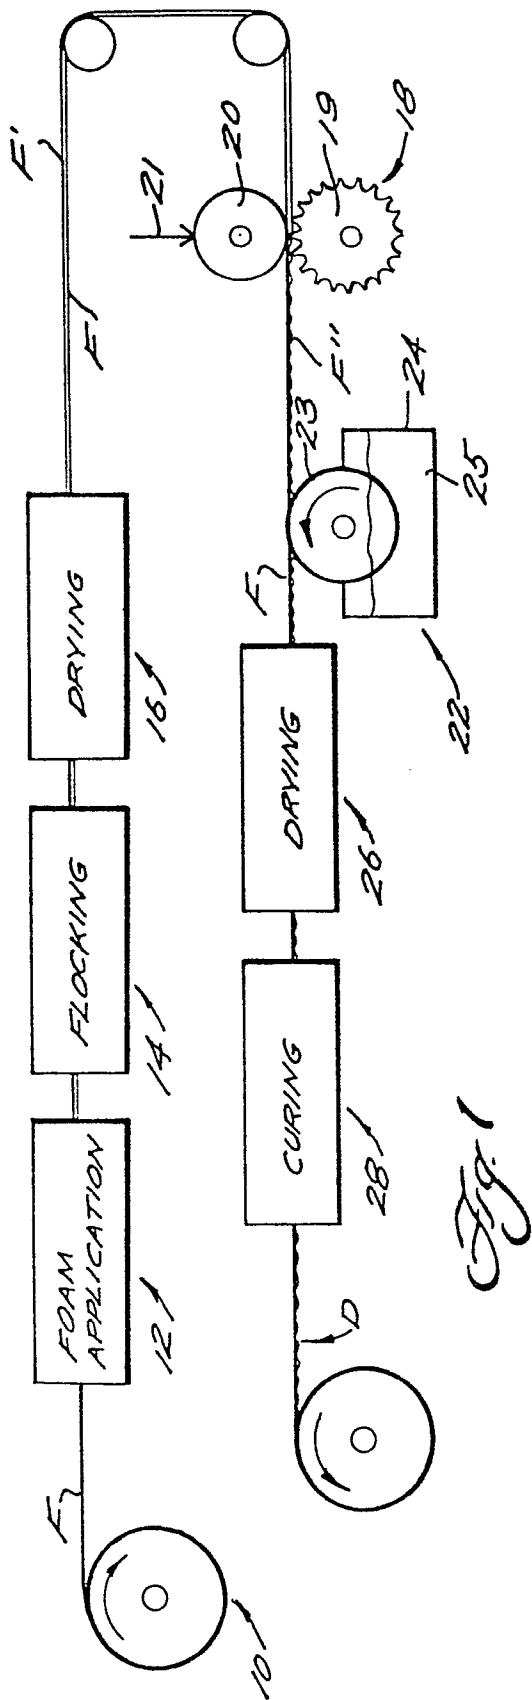 F
10
FOAM
APPLICATION
12
FLOCKING
14
DRYING
16
F
F'
21
20
19
18
F"
23
24
25
22
F
DRYING
26
CURING
28
D
Fig. 1